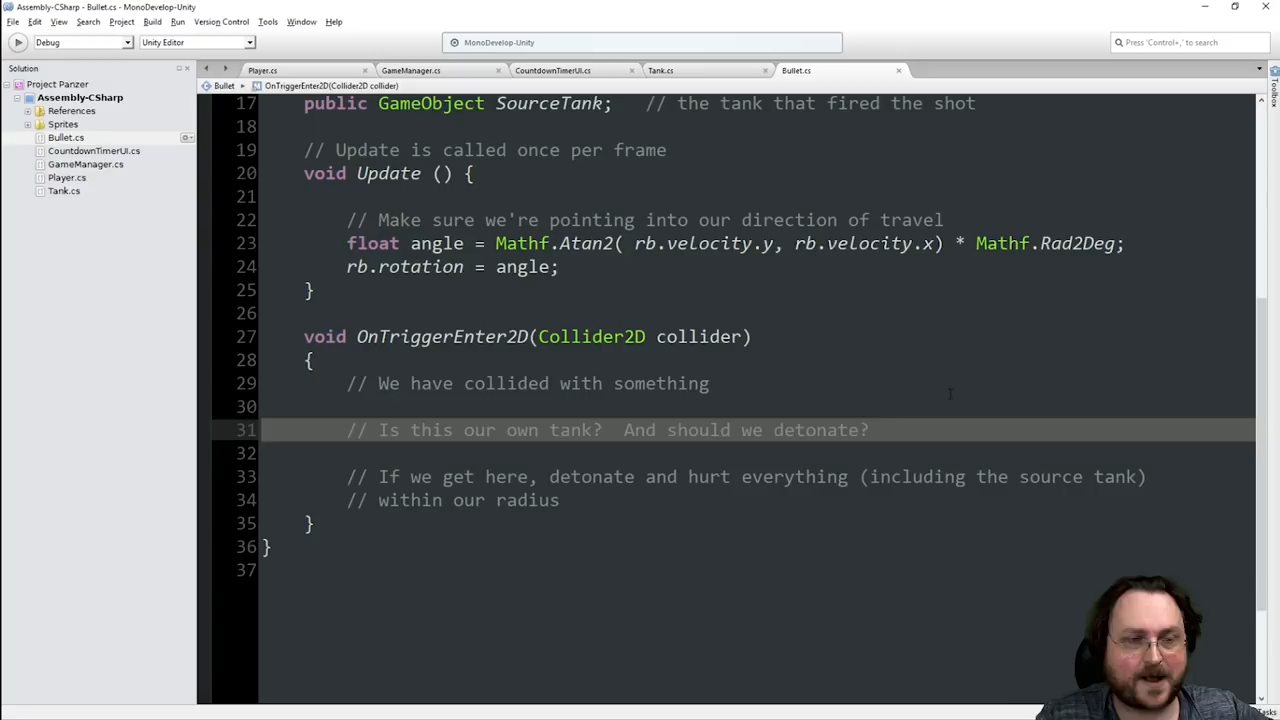 Assembly-CSharp - Bullet.cs - MonoDevelop-Unity
File Edit View Search Project Build Run Version Control Tools Window Help
Debug Unity Editor MonoDevelop-Unity Press 'Control+,' to search
Solution
Project Panzer
Assembly-CSharp
References
Sprites
Bullet.cs
CountdownTimerUI.cs
GameManager.cs
Player.cs
Tank.cs
Player.cs GameManager.cs CountdownTimerUI.cs Tank.cs Bullet.cs
Bullet OnTriggerEnter2D(Collider2D collider)
17 public GameObject SourceTank; // the tank that fired the shot
18
19 // Update is called once per frame
20 void Update () {
21
22 // Make sure we're pointing into our direction of travel
23 float angle = Mathf.Atan2( rb.velocity.y, rb.velocity.x) * Mathf.Rad2Deg;
24 rb.rotation = angle;
25 }
26
27 void OnTriggerEnter2D(Collider2D collider)
28 {
29 // We have collided with something
30
31 // Is this our own tank?  And should we detonate?
32
33 // If we get here, detonate and hurt everything (including the source tank)
34 // within our radius
35 }
36 }
37
Toolbox
Tasks